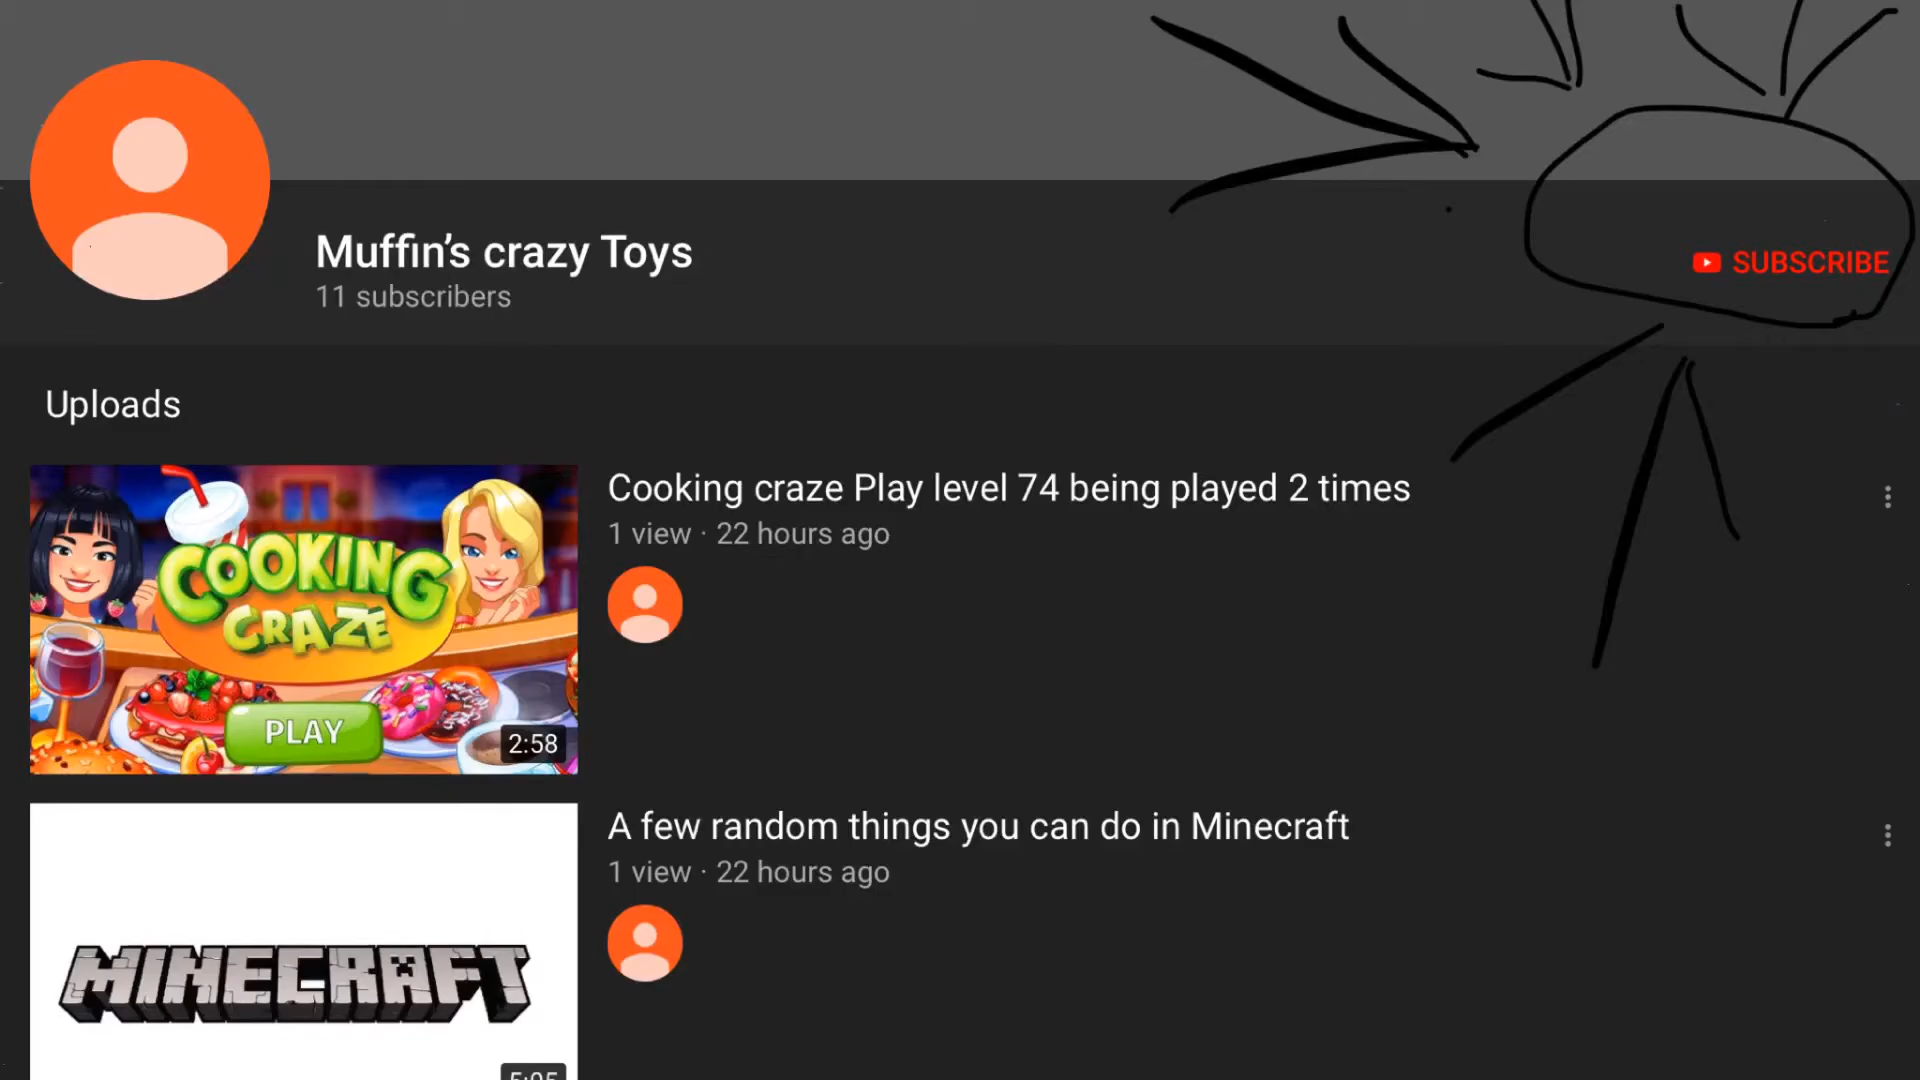 Muffin's crazy Toys
11 subscribers
SUBSCRIBE
Uploads
COOKING
CRAZE
PLAY
2:58
Cooking craze Play level 74 being played 2 times
1 view · 22 hours ago
MINECRAFT
A few random things you can do in Minecraft
1 view · 22 hours ago